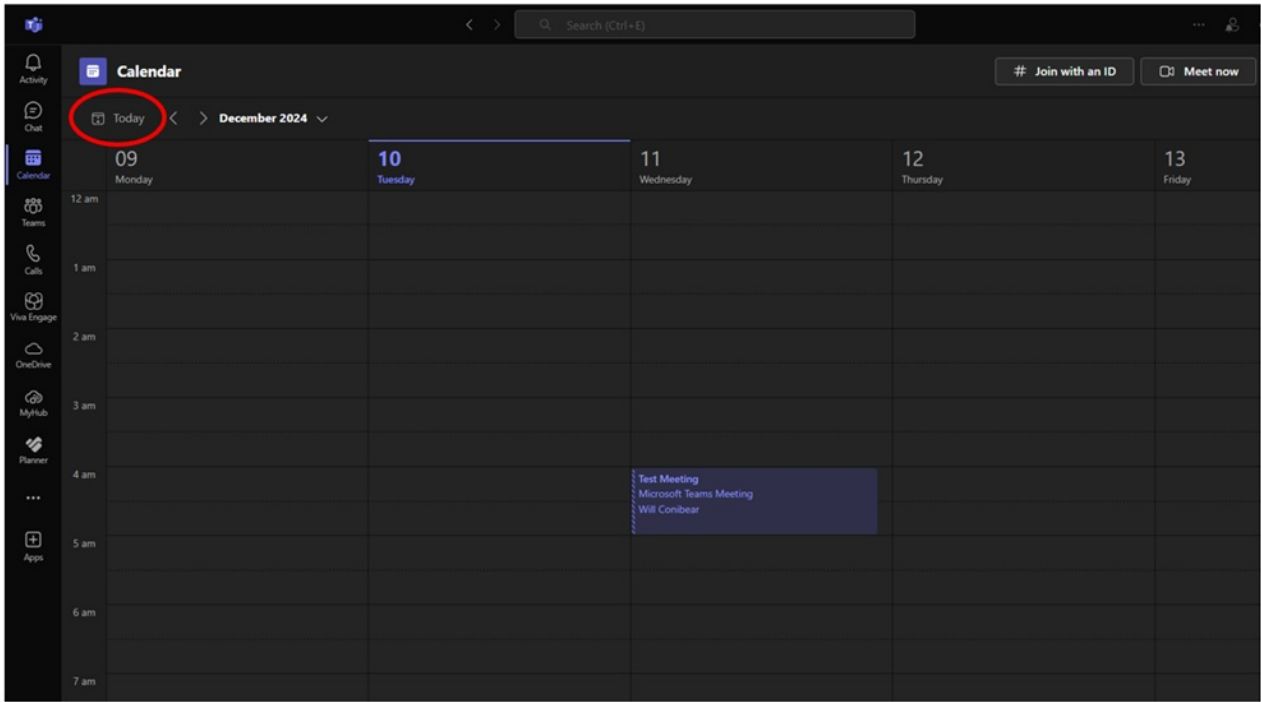 Search (Ctrl+E)
Activity
Chat
Calendar
Teams
Calls
Viva Engage
OneDrive
MyHub
Planner
Apps
Calendar
# Join with an ID
Meet now
Today
December 2024
09
Monday
10
Tuesday
11
Wednesday
12
Thursday
13
Friday
12 am
1 am
2 am
3 am
4 am
5 am
6 am
7 am
Test Meeting
Microsoft Teams Meeting
Will Conibear